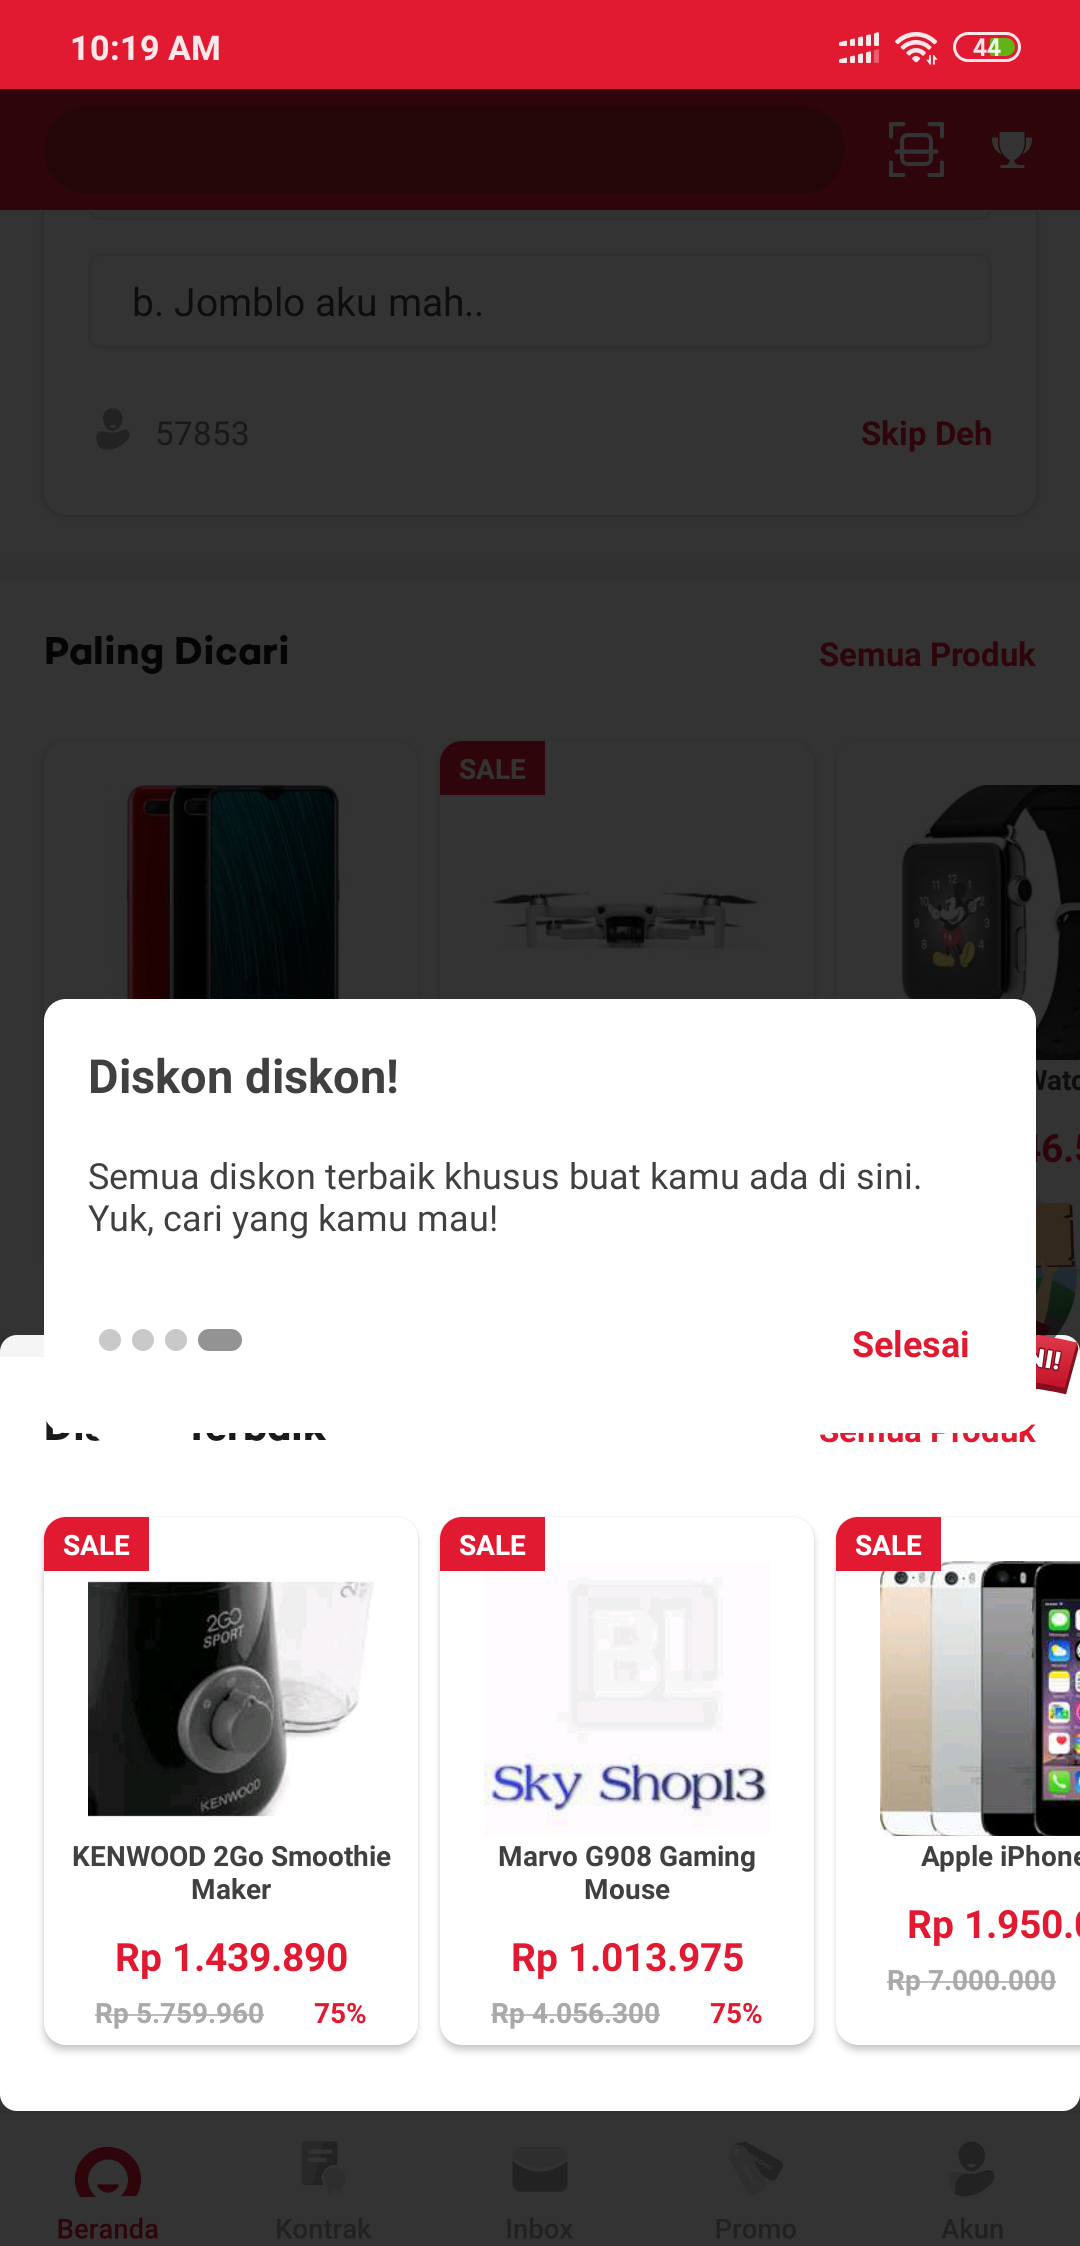 10:19 AM
44
b. Jomblo aku mah..
57853
Skip Deh
Paling Dicari
Semua Produk
SALE
Diskon diskon!
Semua diskon terbaik khusus buat kamu ada di sini.
Yuk, cari yang kamu mau!
Selesai
NI!
Terbaik
Semua Produk
SALE
SALE
SALE
2GO
SPORT
KENWOOD
Sky Shop13
KENWOOD 2Go Smoothie
Maker
Marvo G908 Gaming
Mouse
Apple iPhone
Rp 1.439.890
Rp 1.013.975
Rp 1.950.0
Rp 5.759.960
75%
Rp 4.056.300
75%
Rp 7.000.000
Beranda
Kontrak
Inbox
Promo
Akun